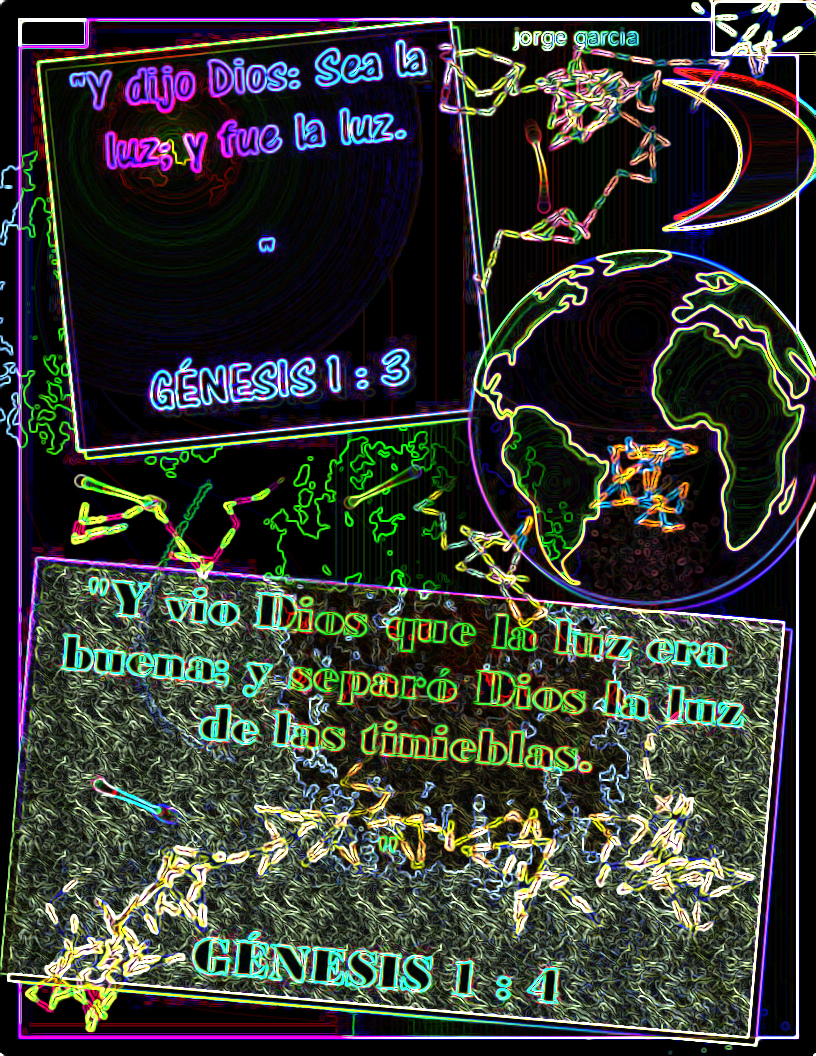 jorge garcia
"Y dijo Dios: Sea la
luz; y fue la luz.
"
GÉNESIS 1 : 3
"Y vio Dios que la luz era
buena; y separó Dios la luz
de las tinieblas.
"
GÉNESIS 1 : 4